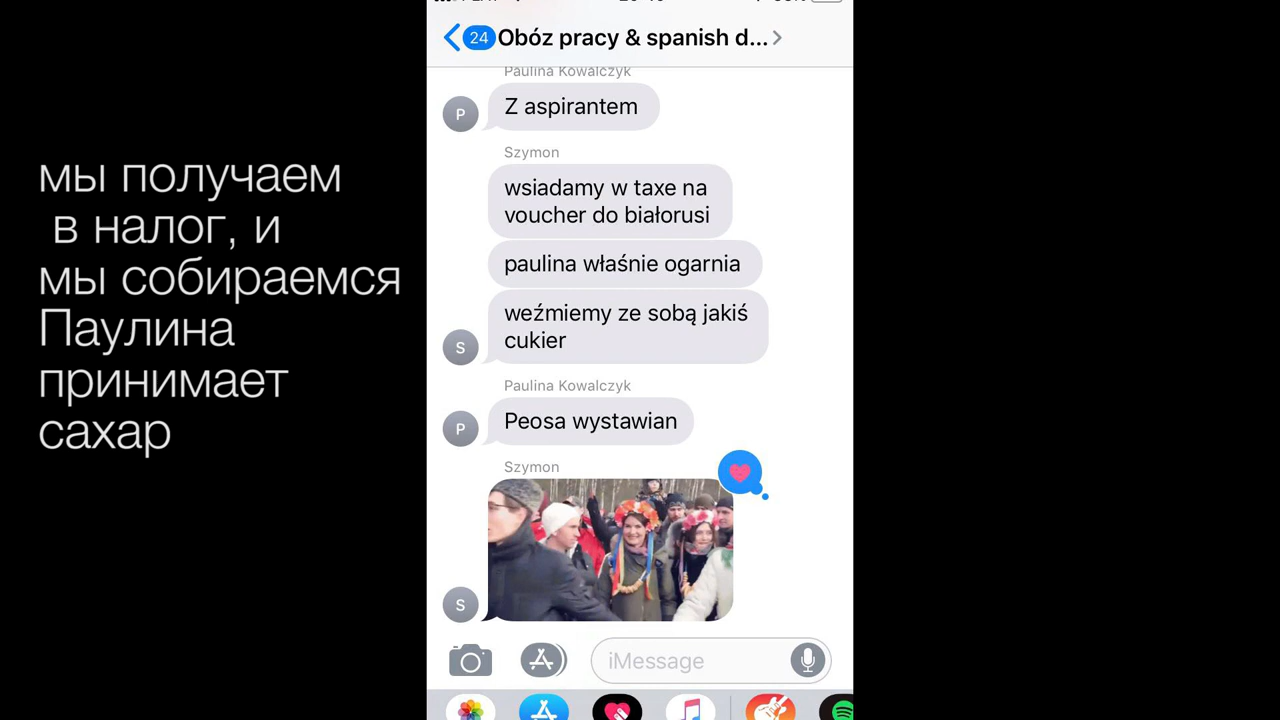 мы получаем
в налог, и
мы собираемся
Паулина
принимает
сахар
24 Obóz pracy & spanish d...
Paulina Kowalczyk
P
Z aspirantem
Szymon
wsiadamy w taxe na
voucher do białorusi
paulina właśnie ogarnia
weźmiemy ze sobą jakiś
cukier
S
Paulina Kowalczyk
P
Peosa wystawian
Szymon
S
iMessage